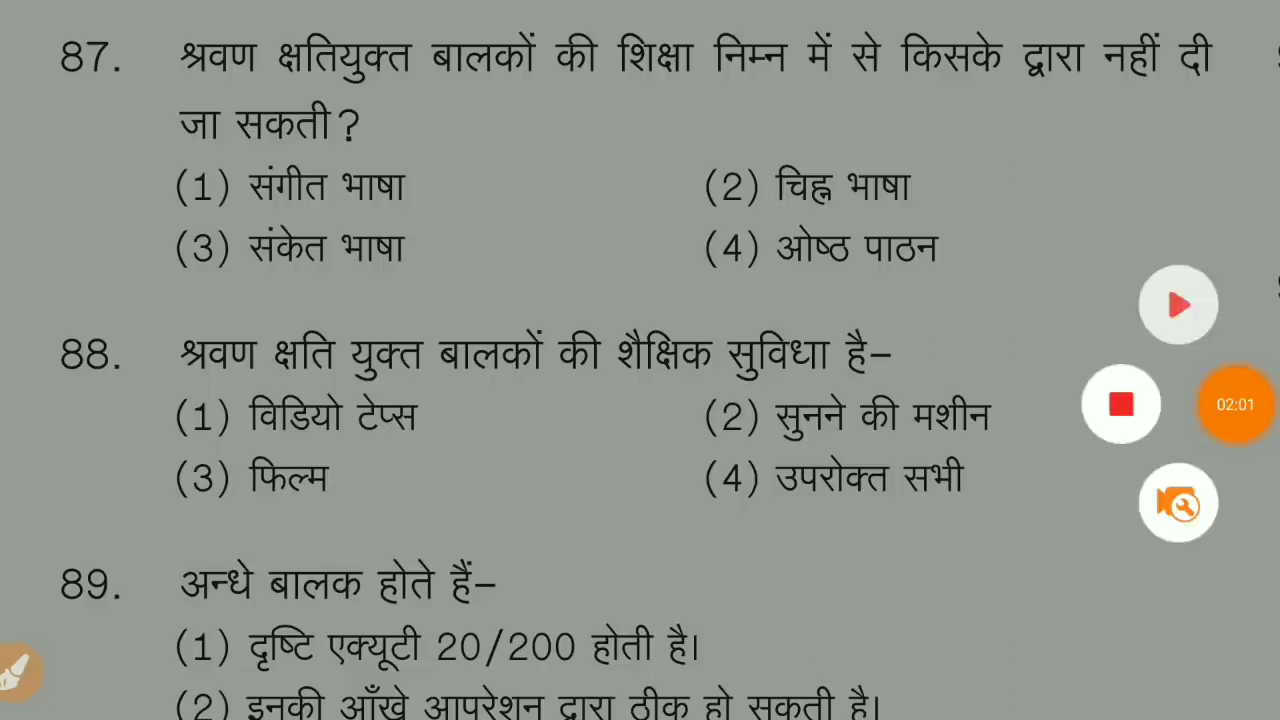 87. श्रवण क्षतियुक्त बालकों की शिक्षा निम्न में से किसके द्वारा नहीं दी
जा सकती?
(1) संगीत भाषा (2) चिह्न भाषा
(3) संकेत भाषा (4) ओष्ठ पाठन
88. श्रवण क्षति युक्त बालकों की शैक्षिक सुविधा है–
(1) विडियो टेप्स (2) सुनने की मशीन
(3) फिल्म (4) उपरोक्त सभी
02:01
89. अन्धे बालक होते हैं–
(1) दृष्टि एक्यूटी 20/200 होती है।
(2) इनकी आँखे आपरेशन द्वारा ठीक हो सकती है।